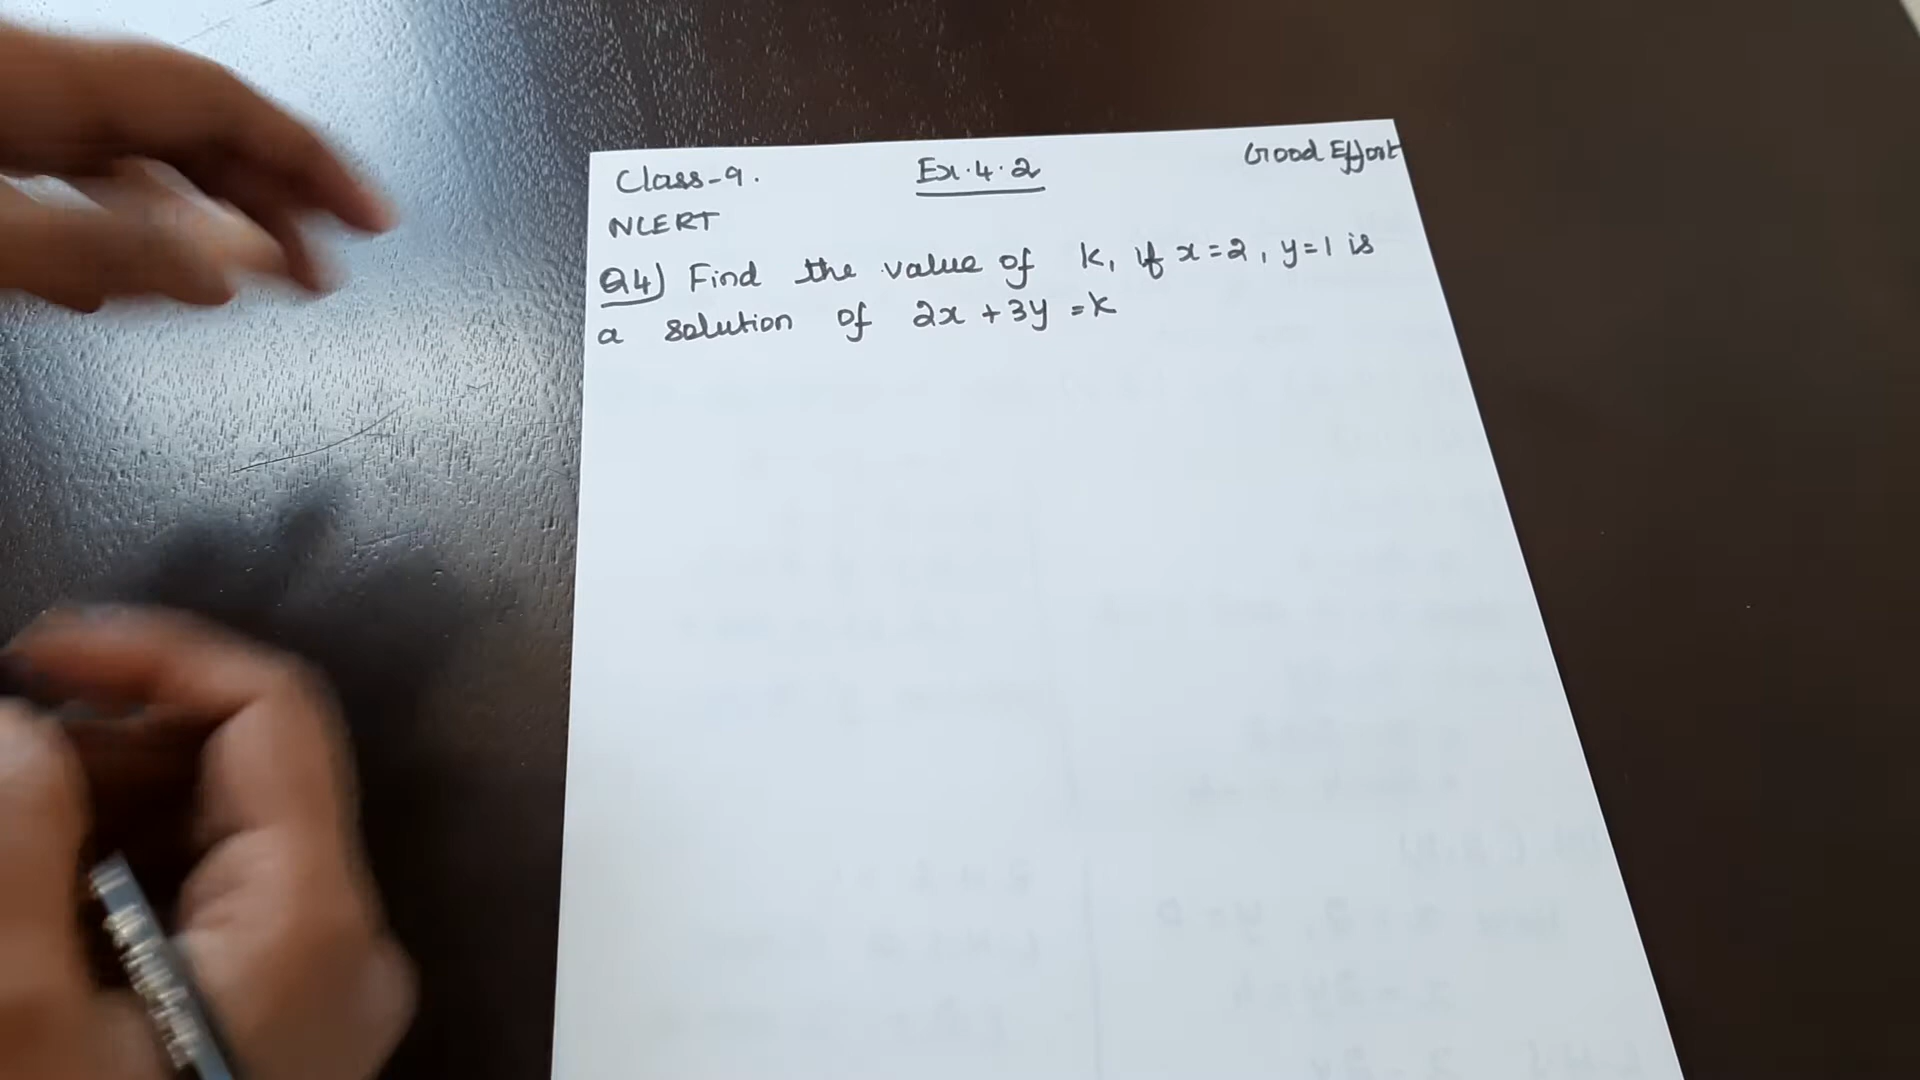 Class-9. Ex.4.2 Good Effort
NCERT
Q4) Find the value of k, if x=2, y=1 is
a solution of 2x +3y =k